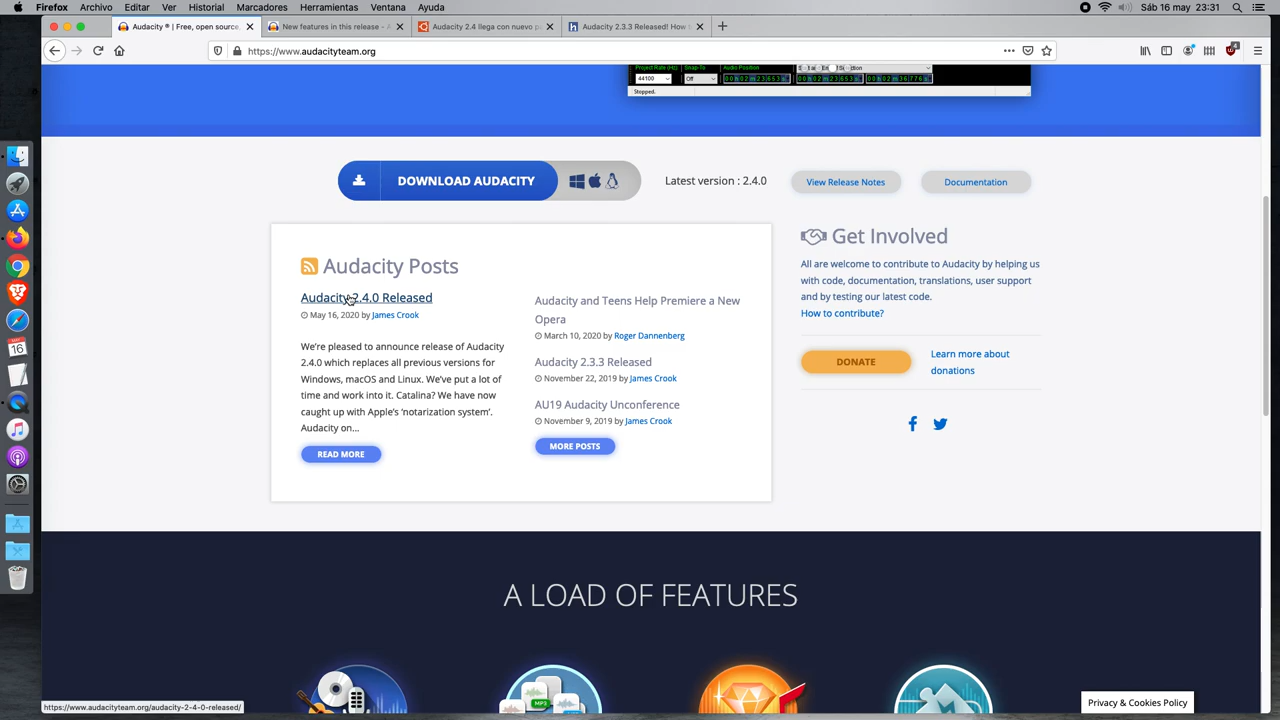 Firefox Archivo Editar Ver Historial Marcadores Herramientas Ventana Ayuda Sáb 16 may 23:31
Audacity ® | Free, open source, New features in this release - A Audacity 2.4 llega con nuevo p Audacity 2.3.3 Released! How t
https://www.audacityteam.org
Project Rate (Hz) Snap-To Audio Position
44100 Off
Stopped.
DOWNLOAD AUDACITY Latest version : 2.4.0 View Release Notes Documentation
Audacity Posts
Audacity 2.4.0 Released
May 16, 2020 by James Crook
We're pleased to announce release of Audacity
2.4.0 which replaces all previous versions for
Windows, macOS and Linux. We've put a lot of
time and work into it. Catalina? We have now
caught up with Apple's 'notarization system'.
Audacity on...
READ MORE
Audacity and Teens Help Premiere a New
Opera
March 10, 2020 by Roger Dannenberg
Audacity 2.3.3 Released
November 22, 2019 by James Crook
AU19 Audacity Unconference
November 9, 2019 by James Crook
MORE POSTS
Get Involved
All are welcome to contribute to Audacity by helping us
with code, documentation, translations, user support
and by testing our latest code.
How to contribute?
DONATE
Learn more about
donations
A LOAD OF FEATURES
MP3
https://www.audacityteam.org/audacity-2-4-0-released/
Privacy & Cookies Policy